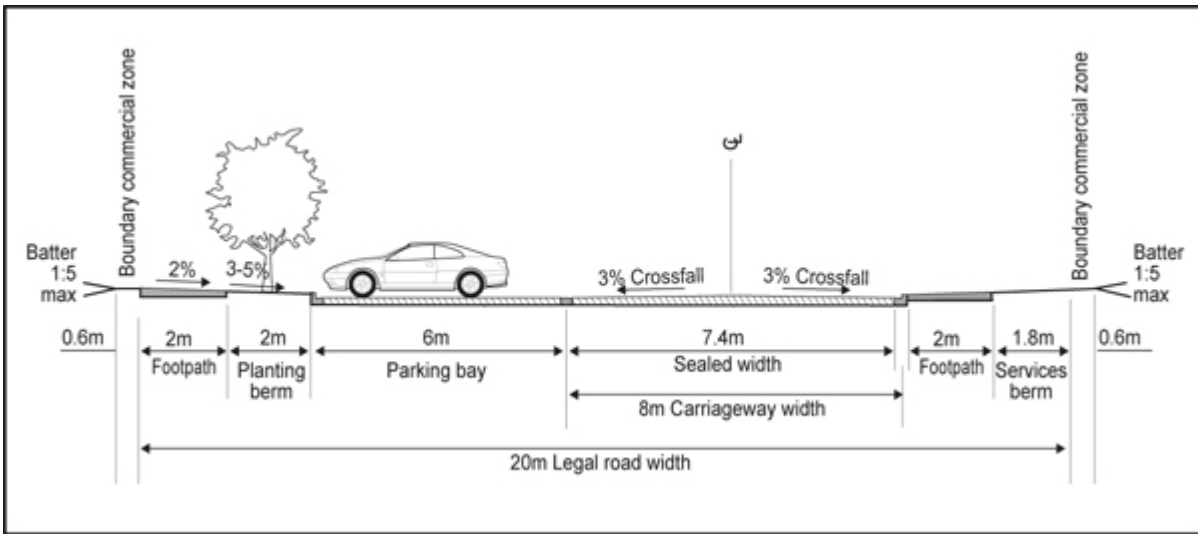 Boundary commercial zone
Boundary commercial zone
Batter
1:5
max
2%
3-5%
3% Crossfall
3% Crossfall
Batter
1:5
max
0.6m
2m
Footpath
2m
Planting
berm
6m
Parking bay
7.4m
Sealed width
2m
Footpath
1.8m
Services
berm
0.6m
8m Carriageway width
20m Legal road width